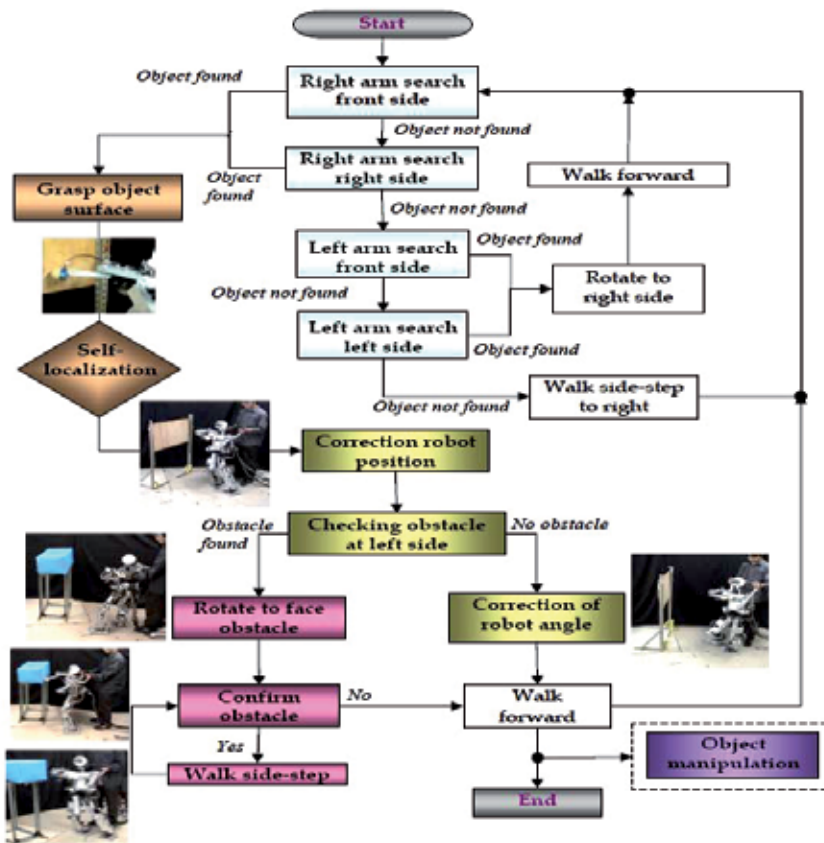 Start
Object found
Right arm search
front side
Object not found
Right arm search
right side
Object
found
Walk forward
Grasp object
surface
Object not found
Left arm search
front side
Object found
Rotate to
right side
Object not found
Left arm search
left side
Object found
Self-
localization
Object not found
Walk side-step
to right
Correction robot
position
Obstacle
found
Checking obstacle
at left side
No obstacle
Rotate to face
obstacle
Correction of
robot angle
Confirm
obstacle
No
Walk
forward
Yes
Walk side-step
Object
manipulation
End